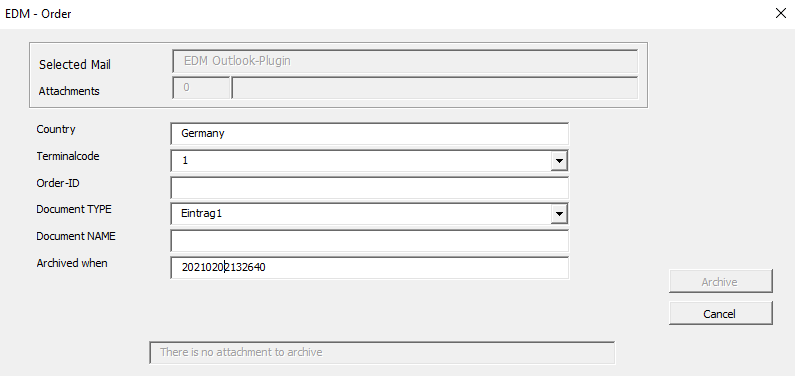 EDM - Order
Selected Mail EDM Outlook-Plugin
Attachments 0
Country Germany
Terminalcode 1
Order-ID
Document TYPE Eintrag1
Document NAME
Archived when 20210202132640
Archive
Cancel
There is no attachment to archive